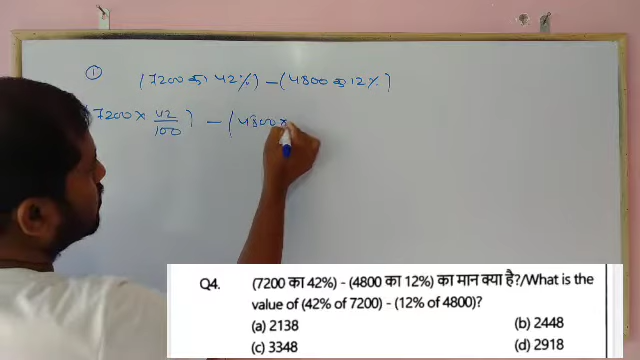 ① (7200 का 42%) - (4800 का 12%)
(7200 × 42/100) - (4800 ×
Q4. (7200 का 42%) - (4800 का 12%) का मान क्या है?/What is the
value of (42% of 7200) - (12% of 4800)?
(a) 2138 (b) 2448
(c) 3348 (d) 2918